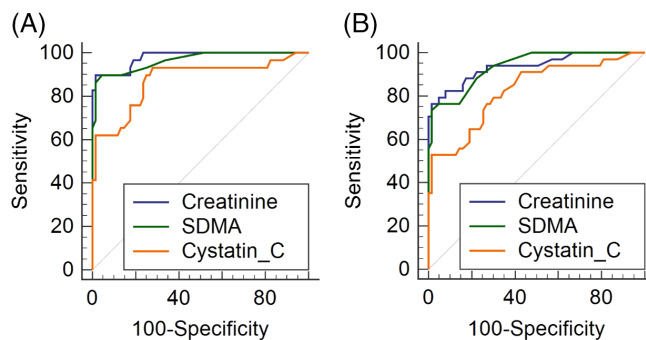 (A)
100
80
60
40
20
0
Sensitivity
Creatinine
SDMA
Cystatin_C
0 40 80
100-Specificity
(B)
100
80
60
40
20
0
Sensitivity
Creatinine
SDMA
Cystatin_C
0 40 80
100-Specificity